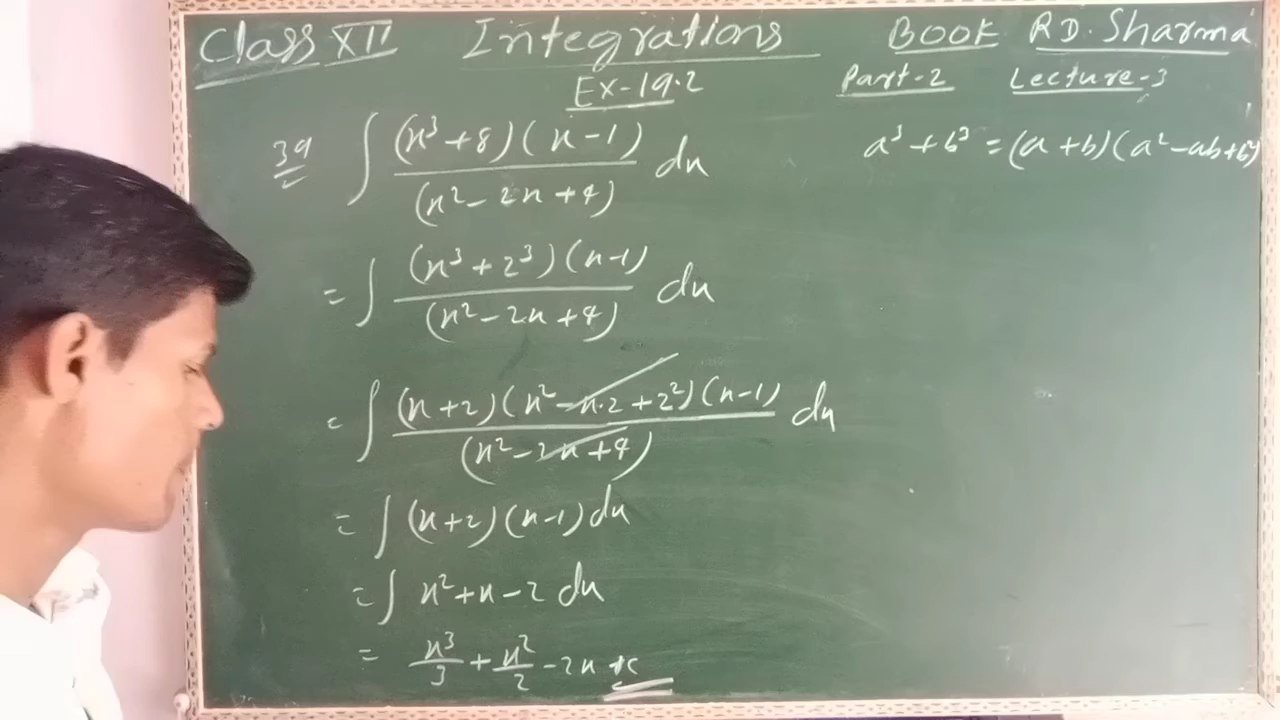 Class XII Integrations Book RD. Sharma
Ex-19.2 Part-2 Lecture-3
39 ∫ (x³+8)(x-1) / (x²-2x+4) dx a³+b³=(a+b)(a²-ab+b²)
= ∫ (x³+2³)(x-1) / (x²-2x+4) dx
= ∫ (x+2)(x²-x·2+2²)(x-1) / (x²-2x+4) dx
= ∫ (x+2)(x-1) dx
= ∫ x²+x-2 dx
= x³/3 + x²/2 - 2x + c